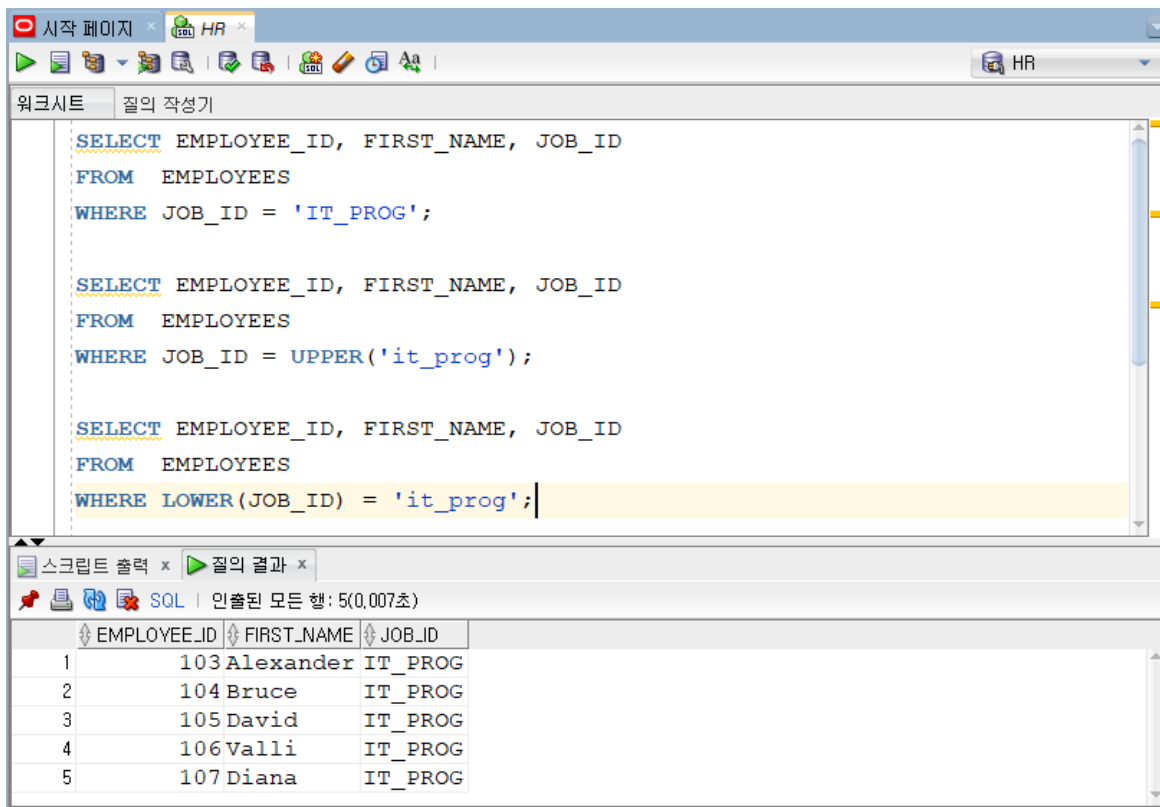 시작 페이지 × HR ×
HR
워크시트 질의 작성기
SELECT EMPLOYEE_ID, FIRST_NAME, JOB_ID
FROM EMPLOYEES
WHERE JOB_ID = 'IT_PROG';
SELECT EMPLOYEE_ID, FIRST_NAME, JOB_ID
FROM EMPLOYEES
WHERE JOB_ID = UPPER('it_prog');
SELECT EMPLOYEE_ID, FIRST_NAME, JOB_ID
FROM EMPLOYEES
WHERE LOWER(JOB_ID) = 'it_prog';
스크립트 출력 x 질의 결과 x
SQL | 인출된 모든 행: 5(0,007초)
EMPLOYEE_ID FIRST_NAME JOB_ID
1 103 Alexander IT_PROG
2 104 Bruce IT_PROG
3 105 David IT_PROG
4 106 Valli IT_PROG
5 107 Diana IT_PROG